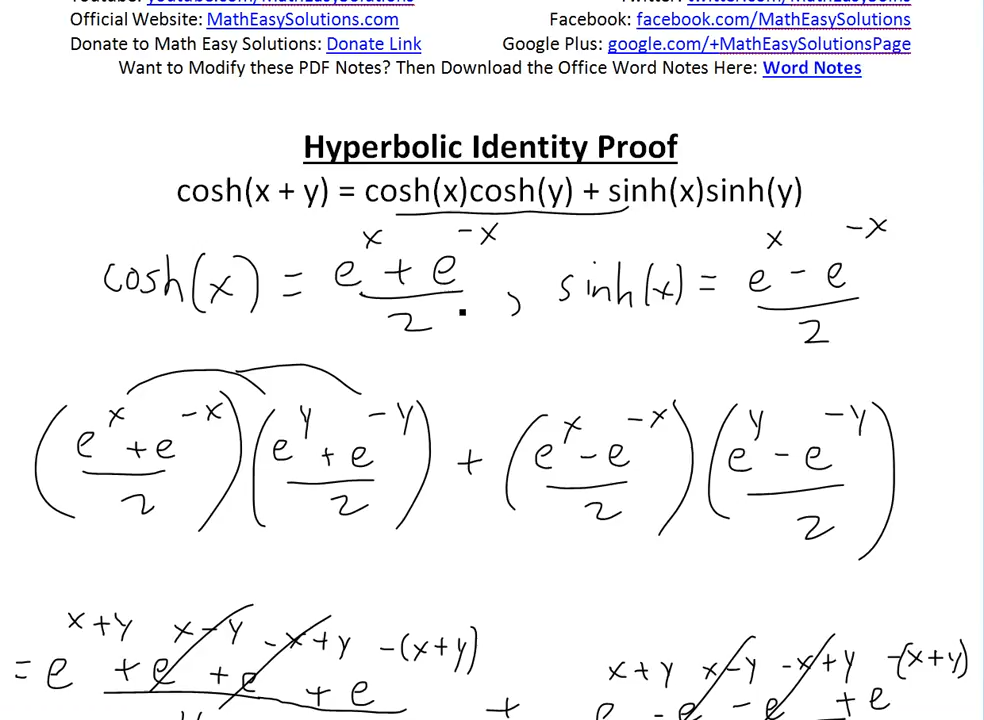 Official Website: MathEasySolutions.com Facebook: facebook.com/MathEasySolutions
Donate to Math Easy Solutions: Donate Link Google Plus: google.com/+MathEasySolutionsPage
Want to Modify these PDF Notes? Then Download the Office Word Notes Here: Word Notes
Hyperbolic Identity Proof
cosh(x + y) = cosh(x)cosh(y) + sinh(x)sinh(y)
cosh(x) = (e^x + e^-x)/2 , sinh(x) = (e^x - e^-x)/2
((e^x + e^-x)/2)((e^y + e^-y)/2) + ((e^x - e^-x)/2)((e^y - e^-y)/2)
= e^x+y + e^x-y + e^-x+y + e^-(x+y) + e^x+y - e^x-y - e^-x+y + e^-(x+y)